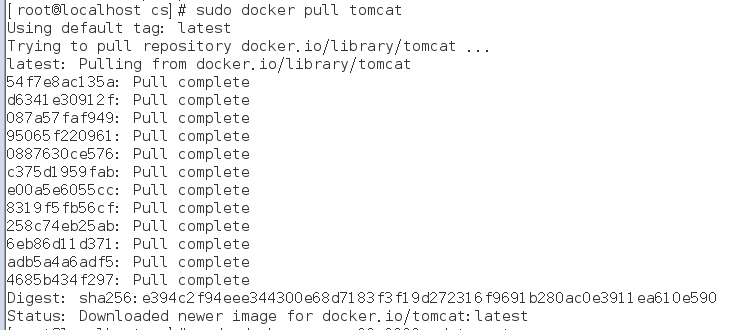 [root@localhost cs]# sudo docker pull tomcat
Using default tag: latest
Trying to pull repository docker.io/library/tomcat ...
latest: Pulling from docker.io/library/tomcat
54f7e8ac135a: Pull complete
d6341e30912f: Pull complete
087a57faf949: Pull complete
95065f220961: Pull complete
0887630ce576: Pull complete
c375d1959fab: Pull complete
e00a5e6055cc: Pull complete
8319f5fb56cf: Pull complete
258c74eb25ab: Pull complete
6eb86d11d371: Pull complete
adb5a4a6adf5: Pull complete
4685b434f297: Pull complete
Digest: sha256:e394c2f94eee344300e68d7183f3f19d272316f9691b280ac0e3911ea610e590
Status: Downloaded newer image for docker.io/tomcat:latest